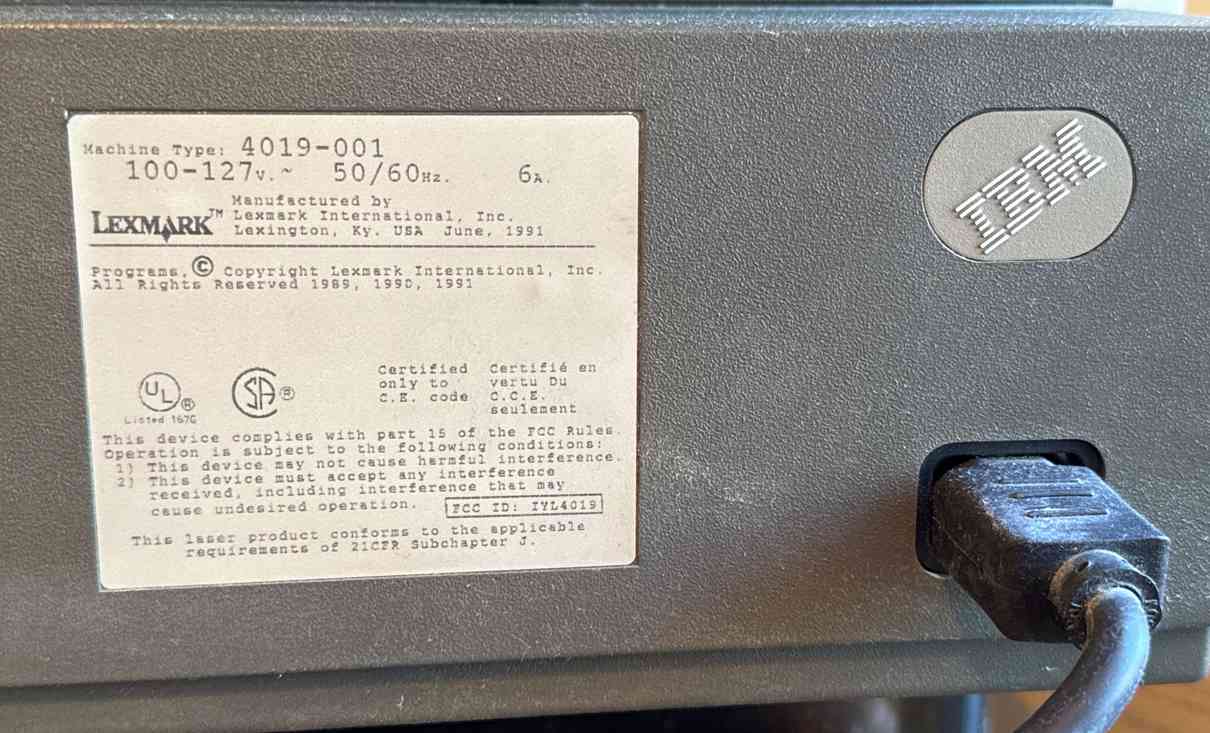 Machine Type: 4019-001
100-127v.~ 50/60Hz. 6A.
Manufactured by
LEXMARK™ Lexmark International, Inc.
Lexington, Ky. USA June, 1991
Programs, © Copyright Lexmark International, Inc.
All Rights Reserved 1989, 1990, 1991
IBM
Certified only to C.E. code
Certifié en vertu Du C.C.E. seulement
UL®
Listed 167G
SA®
This device complies with part 15 of the FCC Rules.
Operation is subject to the following conditions:
1) This device may not cause harmful interference.
2) This device must accept any interference
received, including interference that may
cause undesired operation. FCC ID: IYL4019
This laser product conforms to the applicable
requirements of 21CFR Subchapter J.